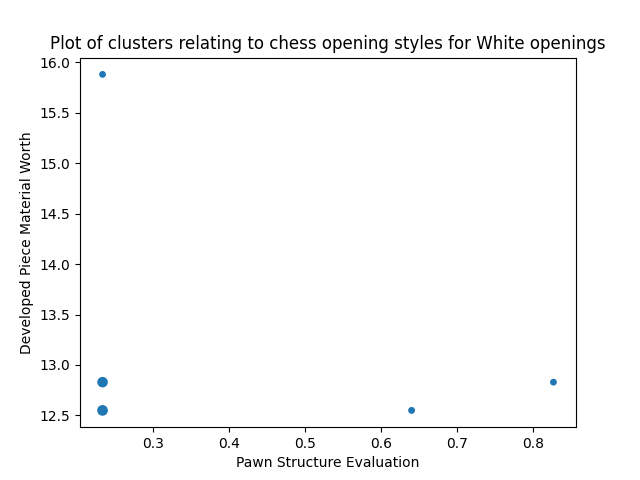 Plot of clusters relating to chess opening styles for White openings
16.0
15.5
15.0
14.5
14.0
13.5
13.0
12.5
Developed Piece Material Worth
0.3 0.4 0.5 0.6 0.7 0.8
Pawn Structure Evaluation